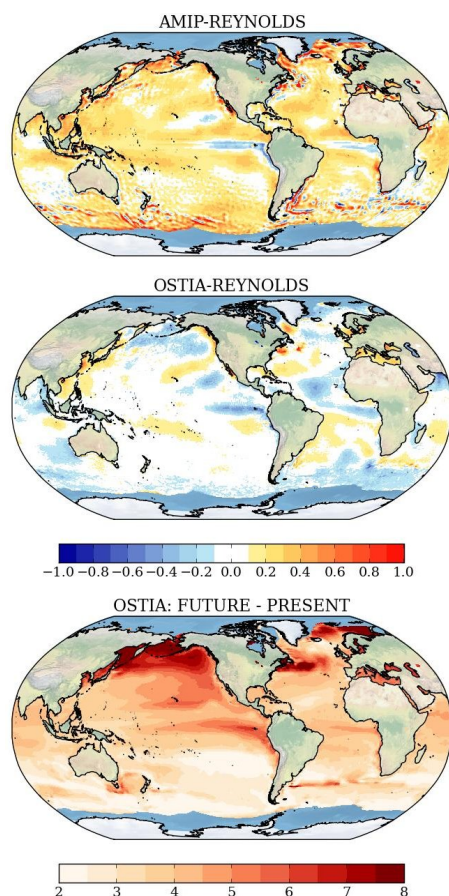 AMIP-REYNOLDS
OSTIA-REYNOLDS
−1.0 −0.8 −0.6 −0.4 −0.2 0.0 0.2 0.4 0.6 0.8 1.0
OSTIA: FUTURE - PRESENT
2 3 4 5 6 7 8